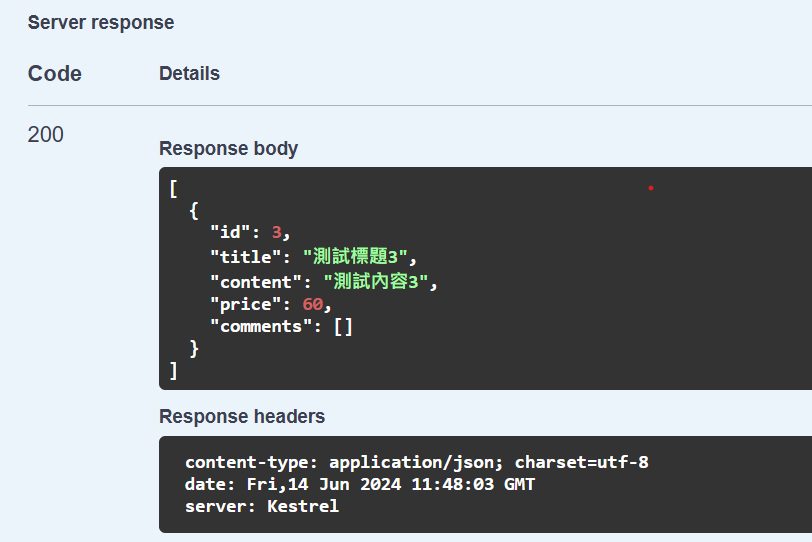 Server response
Code Details
200
Response body
[
{
"id": 3,
"title": "測試標題3",
"content": "測試內容3",
"price": 60,
"comments": []
}
]
Response headers
content-type: application/json; charset=utf-8
date: Fri,14 Jun 2024 11:48:03 GMT
server: Kestrel